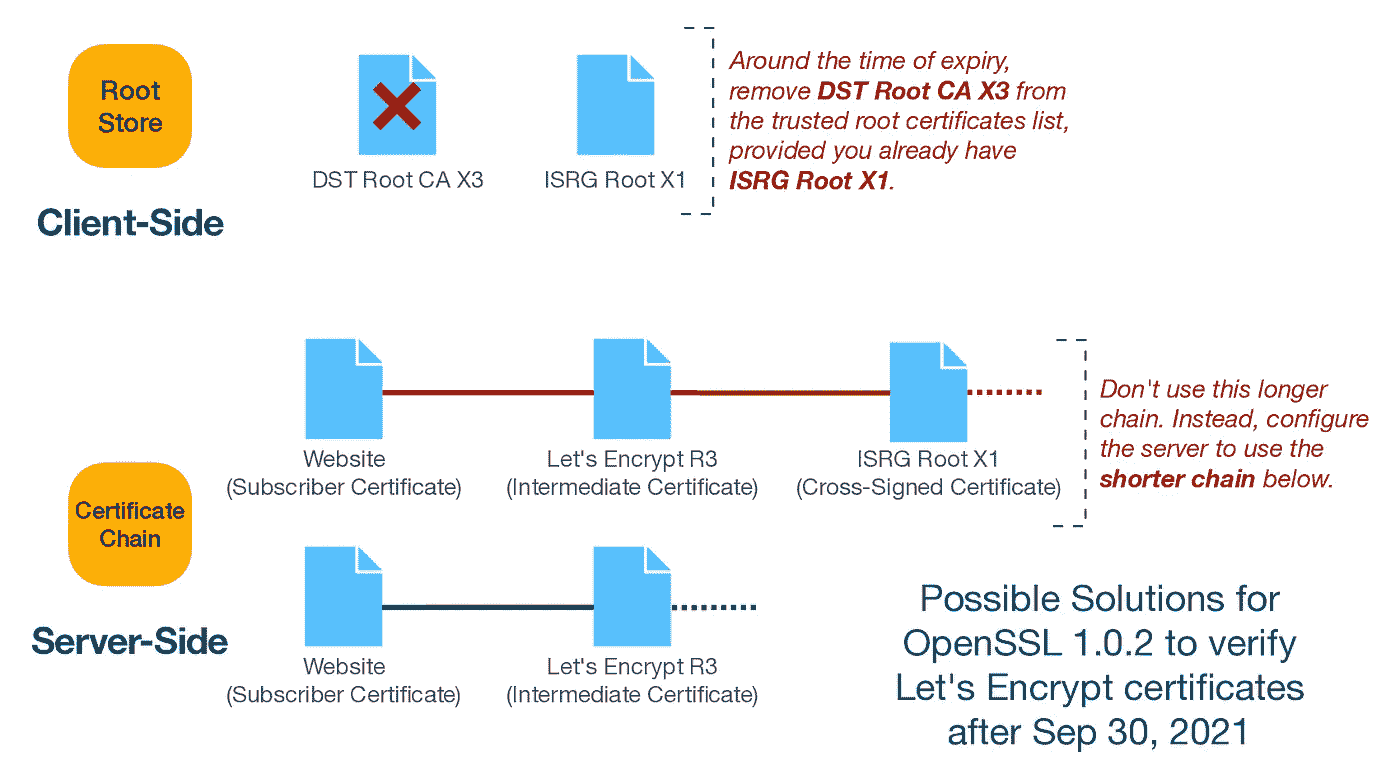 Root
Store
Client-Side
DST Root CA X3
ISRG Root X1
Around the time of expiry,
remove DST Root CA X3 from
the trusted root certificates list,
provided you already have
ISRG Root X1.
Certificate
Chain
Server-Side
Website
(Subscriber Certificate)
Let's Encrypt R3
(Intermediate Certificate)
ISRG Root X1
(Cross-Signed Certificate)
Don't use this longer
chain. Instead, configure
the server to use the
shorter chain below.
Website
(Subscriber Certificate)
Let's Encrypt R3
(Intermediate Certificate)
Possible Solutions for
OpenSSL 1.0.2 to verify
Let's Encrypt certificates
after Sep 30, 2021